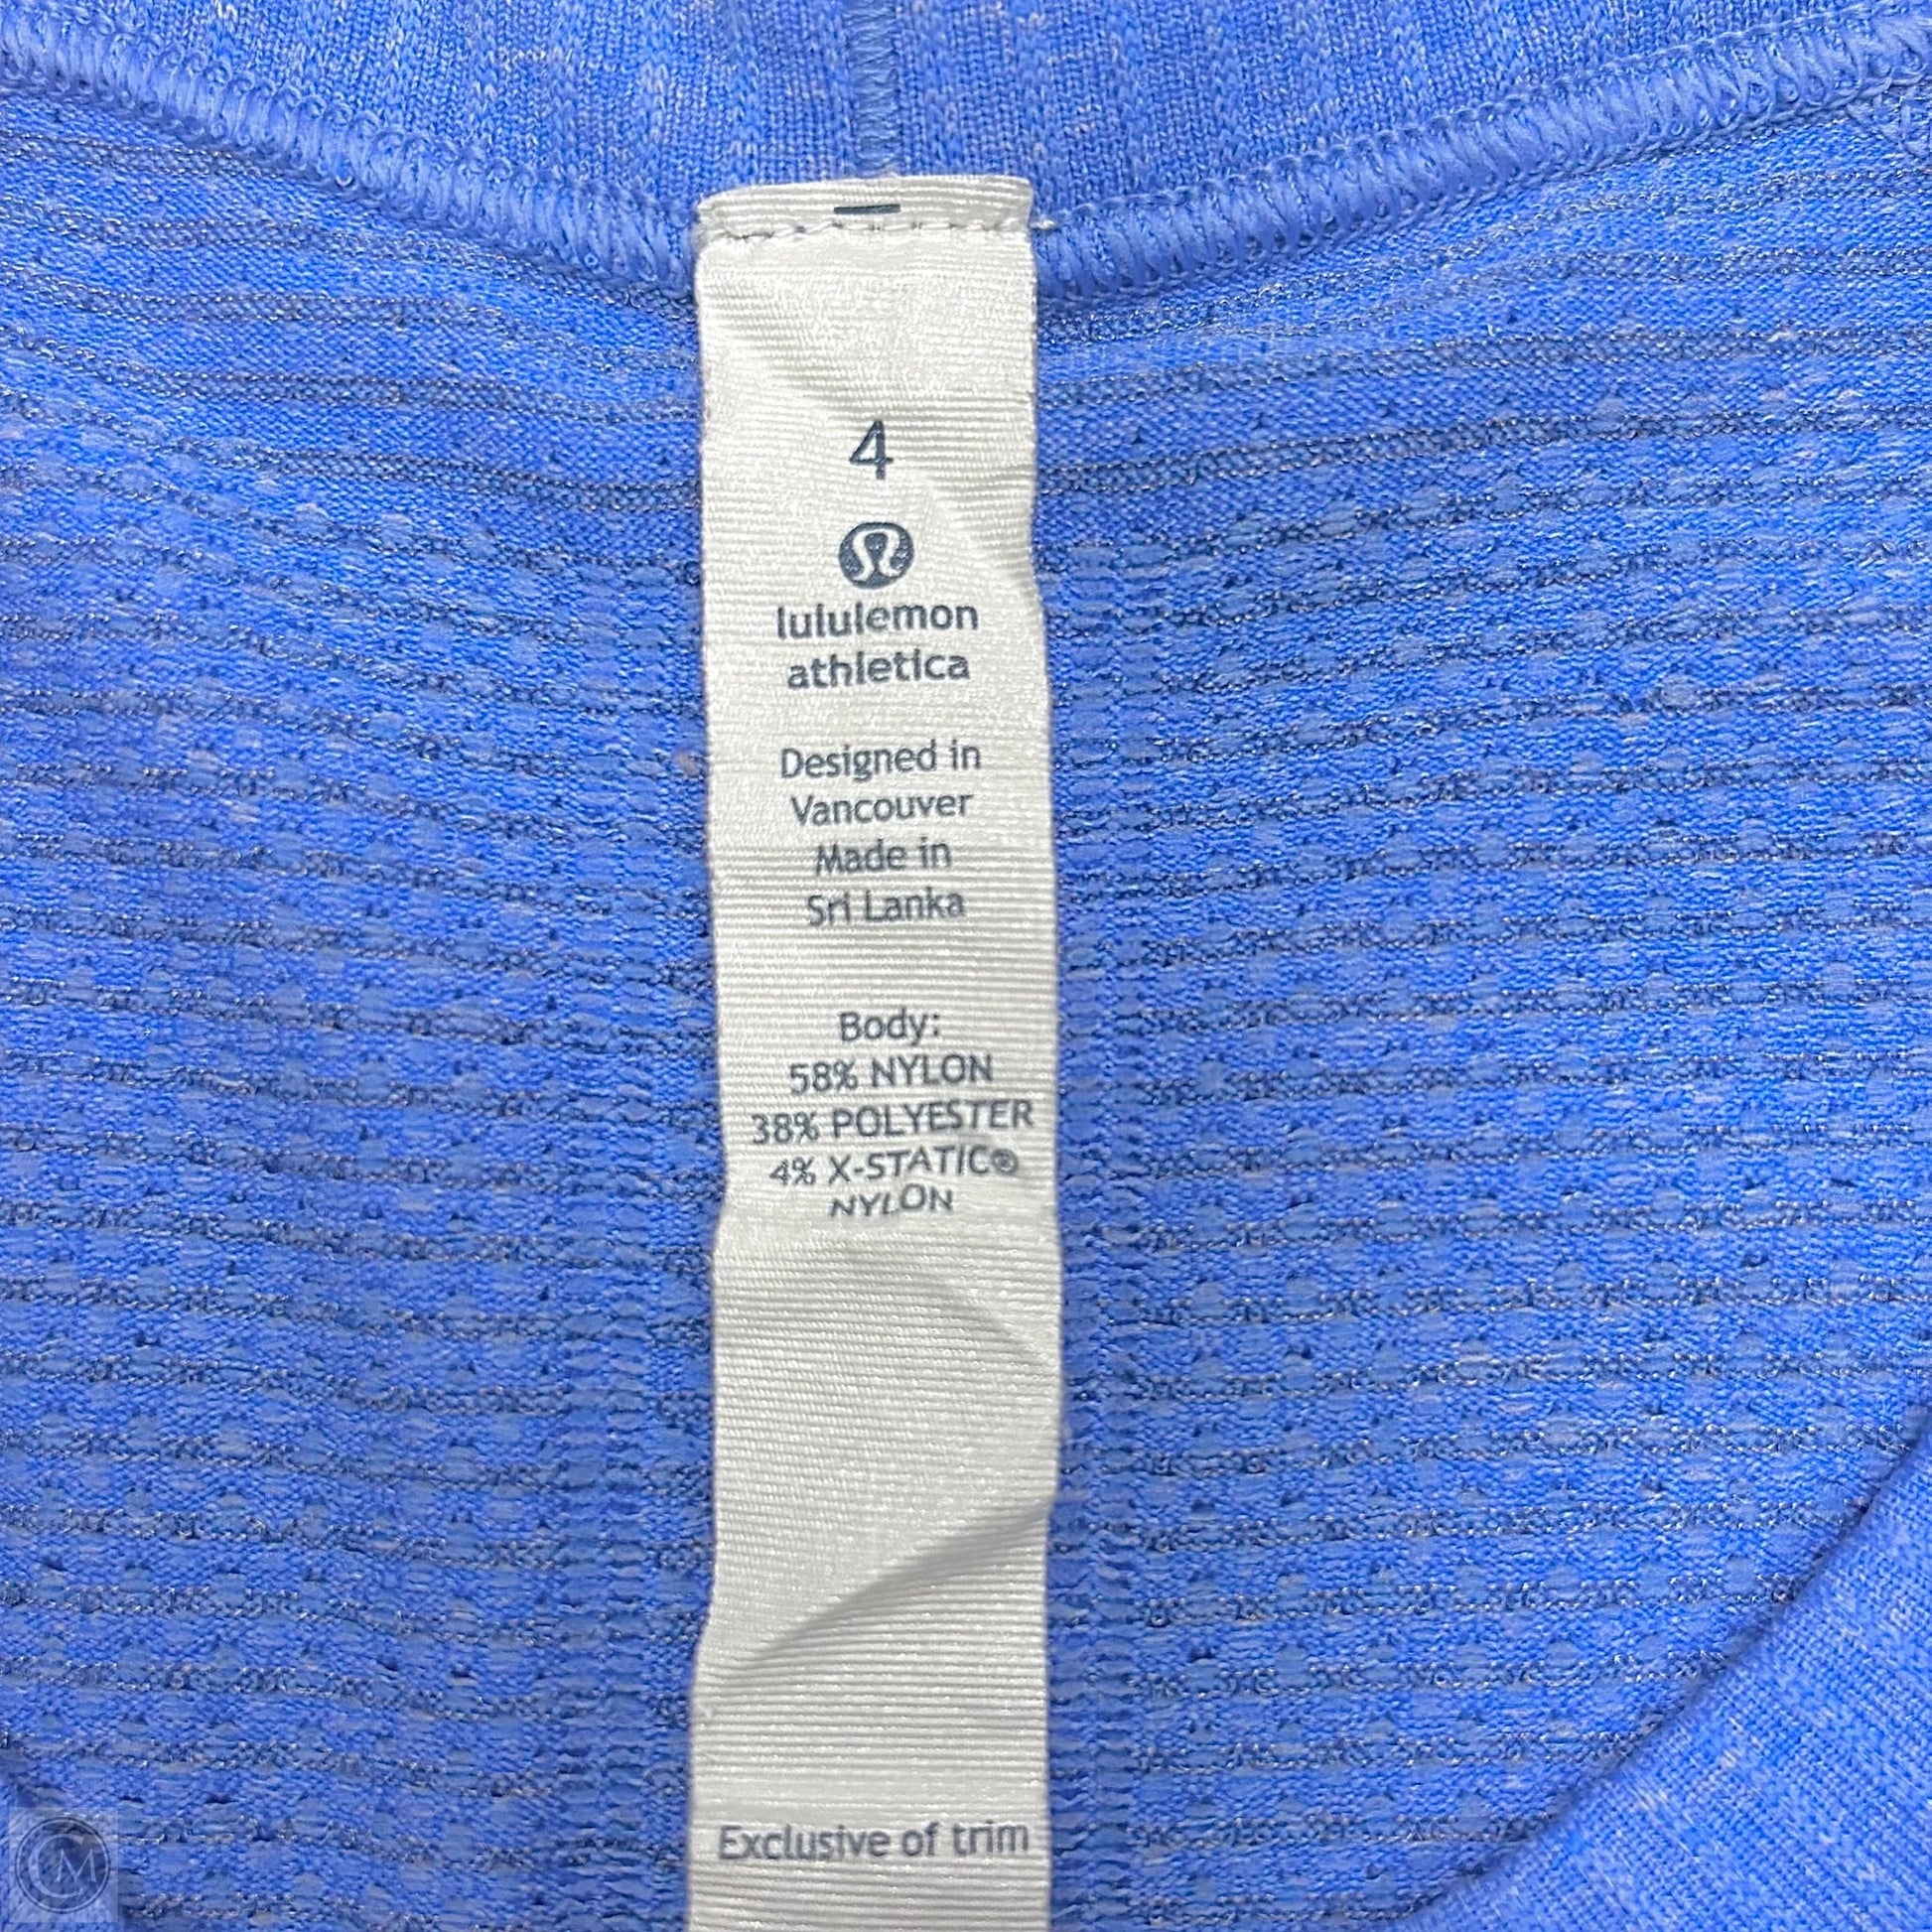 4
lululemon
athletica
Designed in
Vancouver
Made in
Sri Lanka
Body:
58% NYLON
38% POLYESTER
4% X-STATIC®
NYLON
Exclusive of trim
CM